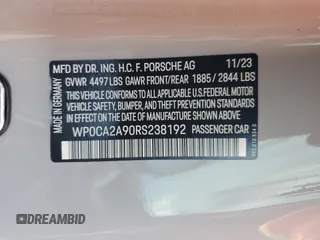 MFD BY DR. ING. H.C. F. PORSCHE AG 11/23
GVWR 4497 LBS GAWR FRONT/REAR 1885/2844 LBS
THIS VEHICLE CONFORMS TO ALL APPLICABLE FEDERAL MOTOR
VEHICLE SAFETY, BUMPER, AND THEFT PREVENTION STANDARDS
IN EFFECT ON THE DATE OF MANUFACTURE SHOWN ABOVE
WP0CA2A90RS238192 PASSENGER CAR
MADE IN GERMANY
DREAMBID